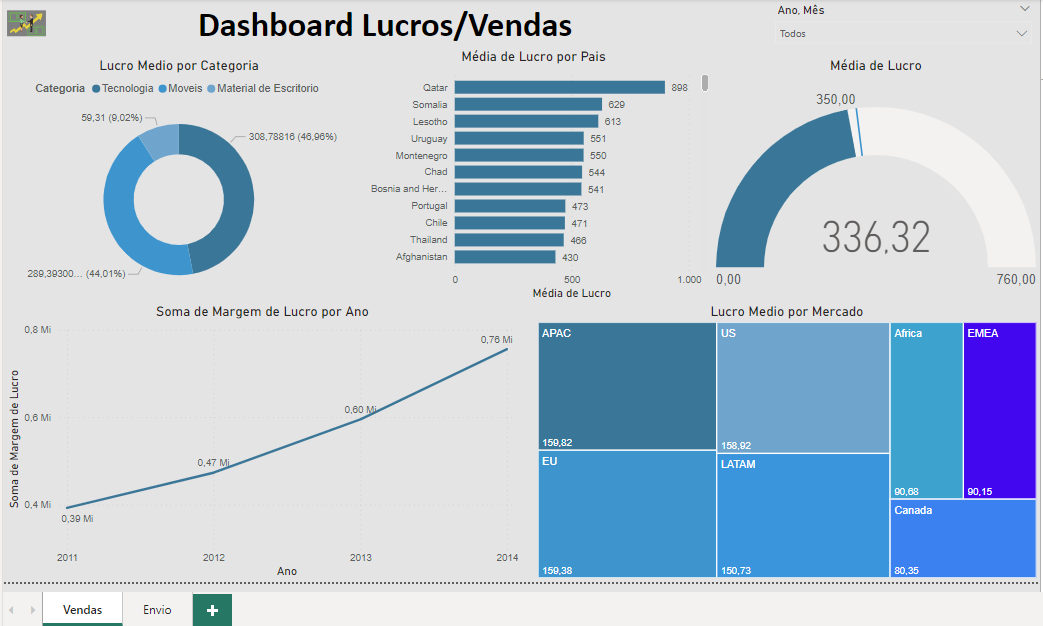 Dashboard Lucros/Vendas
Ano, Mês
Todos
Lucro Medio por Categoria
Categoria Tecnologia Moveis Material de Escritorio
59,31 (9,02%)
308,78816 (46,96%)
289,39300... (44,01%)
Média de Lucro por Pais
Qatar 898
Somalia 629
Lesotho 613
Uruguay 551
Montenegro 550
Chad 544
Bosnia and Her... 541
Portugal 473
Chile 471
Thailand 466
Afghanistan 430
0 500 1.000
Média de Lucro
Média de Lucro
350,00
336,32
0,00 760,00
Soma de Margem de Lucro por Ano
Soma de Margem de Lucro
0,8 Mi
0,6 Mi
0,4 Mi
0,39 Mi
0,47 Mi
0,60 Mi
0,76 Mi
2011 2012 2013 2014
Ano
Lucro Medio por Mercado
APAC
159,82
EU
159,38
US
158,92
LATAM
150,73
Africa
90,68
EMEA
90,15
Canada
80,35
Vendas Envio +